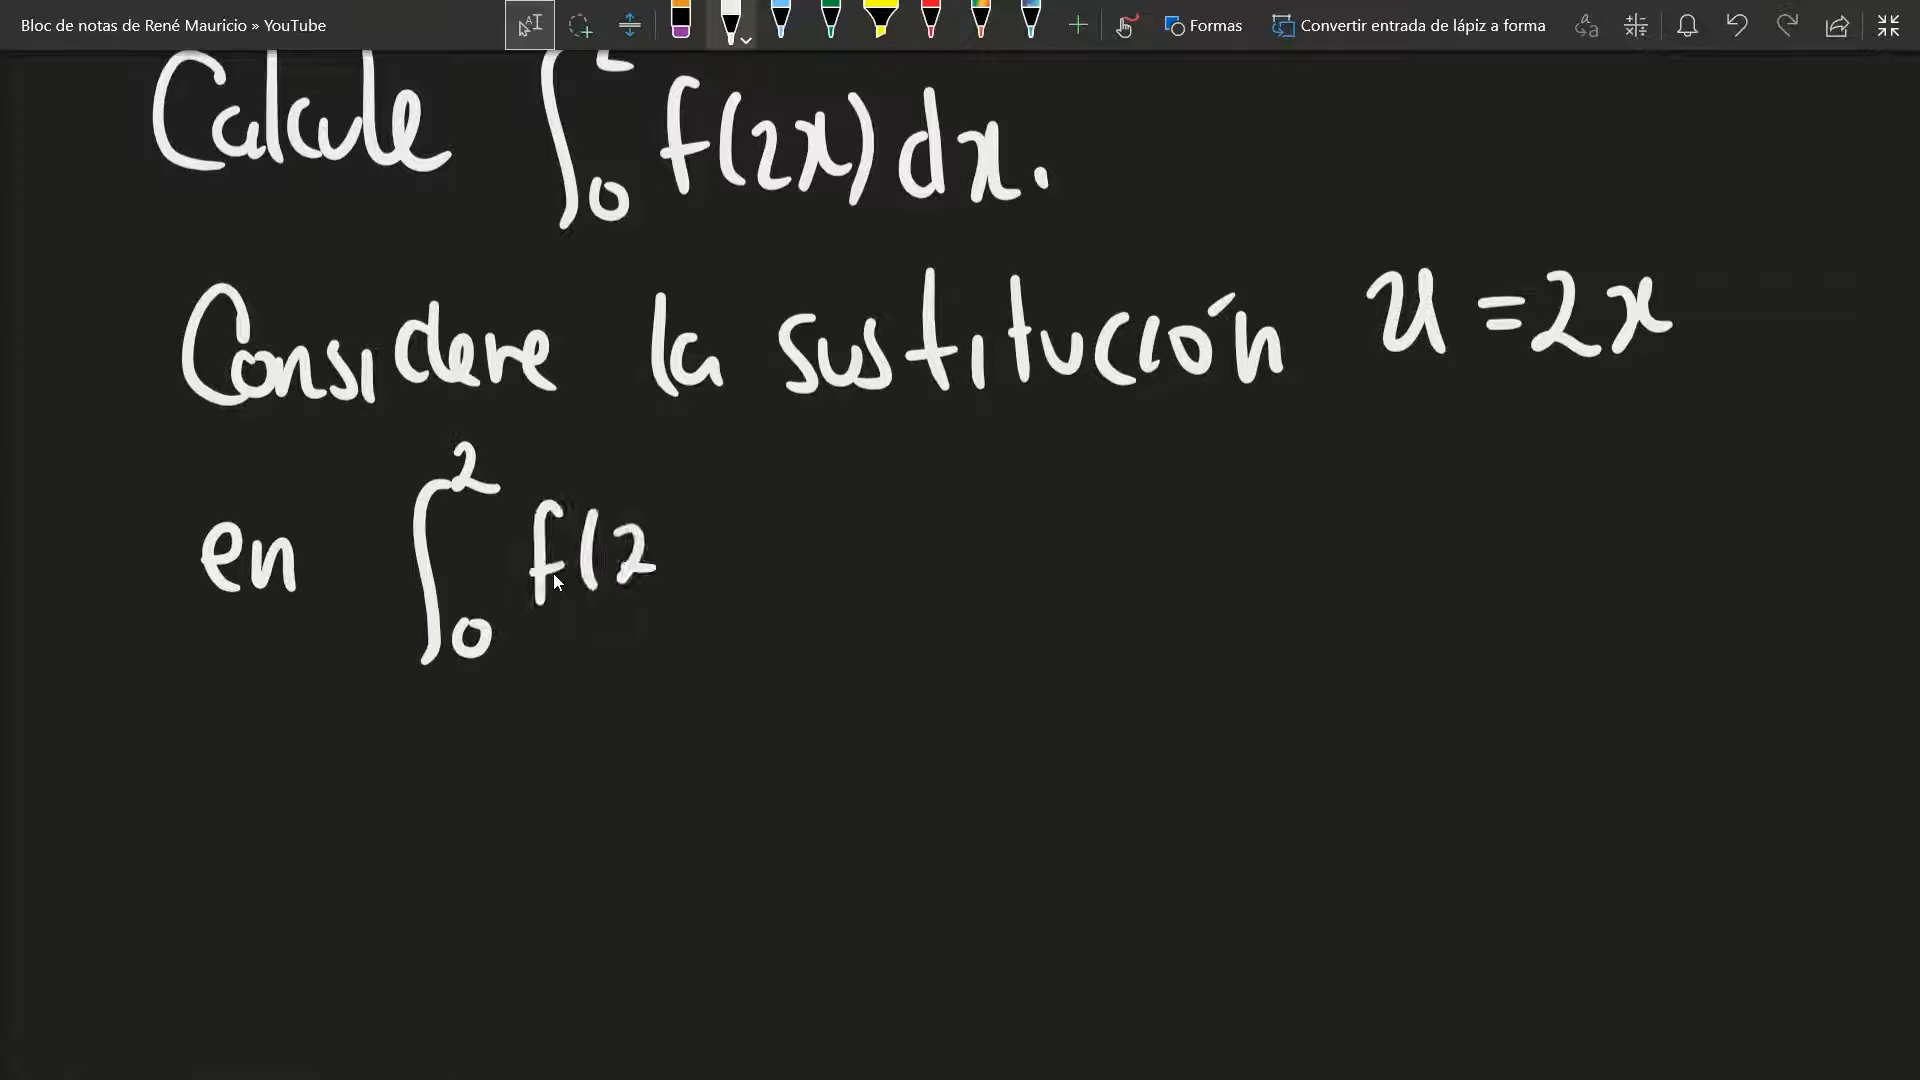 Bloc de notas de René Mauricio » YouTube
Formas
Convertir entrada de lápiz a forma
Calcule ∫₀² f(2x) dx.
Considere la sustitución u = 2x
en ∫₀² f(2